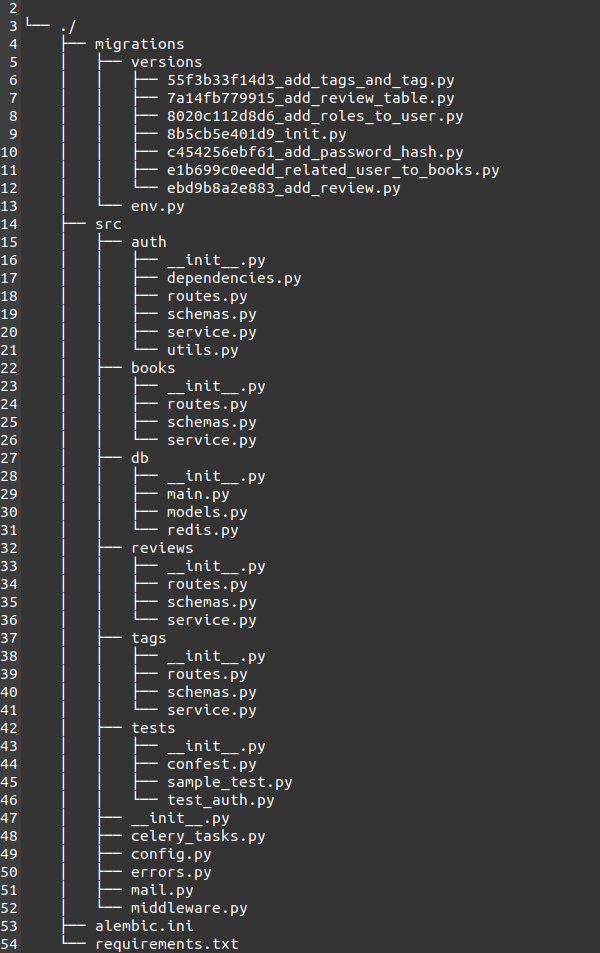 2
3 └── ./
4     ├── migrations
5     │   ├── versions
6     │   │   ├── 55f3b33f14d3_add_tags_and_tag.py
7     │   │   ├── 7a14fb779915_add_review_table.py
8     │   │   ├── 8020c112d8d6_add_roles_to_user.py
9     │   │   ├── 8b5cb5e401d9_init.py
10     │   │   ├── c454256ebf61_add_password_hash.py
11     │   │   ├── e1b699c0eedd_related_user_to_books.py
12     │   │   └── ebd9b8a2e883_add_review.py
13     │   └── env.py
14     ├── src
15     │   ├── auth
16     │   │   ├── __init__.py
17     │   │   ├── dependencies.py
18     │   │   ├── routes.py
19     │   │   ├── schemas.py
20     │   │   ├── service.py
21     │   │   └── utils.py
22     │   ├── books
23     │   │   ├── __init__.py
24     │   │   ├── routes.py
25     │   │   ├── schemas.py
26     │   │   └── service.py
27     │   ├── db
28     │   │   ├── __init__.py
29     │   │   ├── main.py
30     │   │   ├── models.py
31     │   │   └── redis.py
32     │   ├── reviews
33     │   │   ├── __init__.py
34     │   │   ├── routes.py
35     │   │   ├── schemas.py
36     │   │   └── service.py
37     │   ├── tags
38     │   │   ├── __init__.py
39     │   │   ├── routes.py
40     │   │   ├── schemas.py
41     │   │   └── service.py
42     │   ├── tests
43     │   │   ├── __init__.py
44     │   │   ├── confest.py
45     │   │   ├── sample_test.py
46     │   │   └── test_auth.py
47     │   ├── __init__.py
48     │   ├── celery_tasks.py
49     │   ├── config.py
50     │   ├── errors.py
51     │   ├── mail.py
52     │   └── middleware.py
53     ├── alembic.ini
54     └── requirements.txt